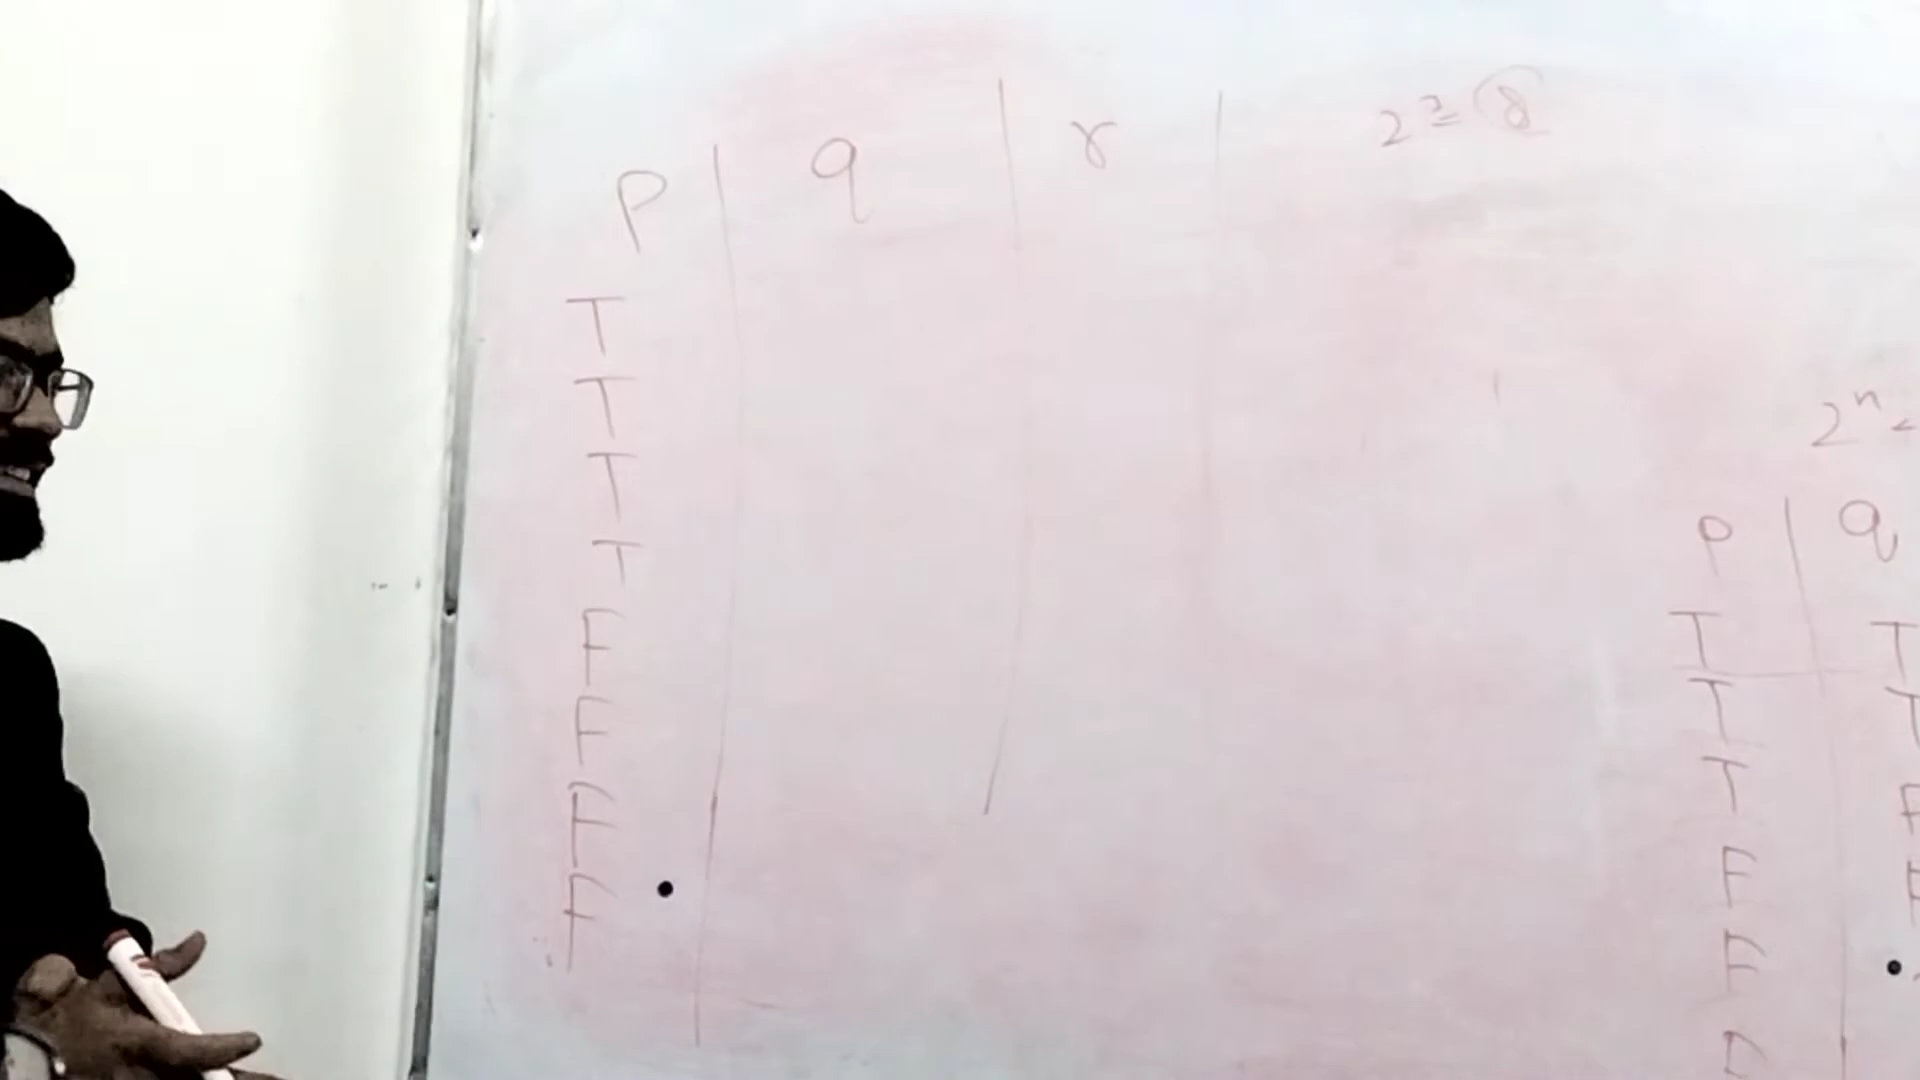 p | q | r | 2³ = 8
T
T
T
T
F
F
F
F
2ⁿ =
p | q
T T
T T
T F
F F
F
F